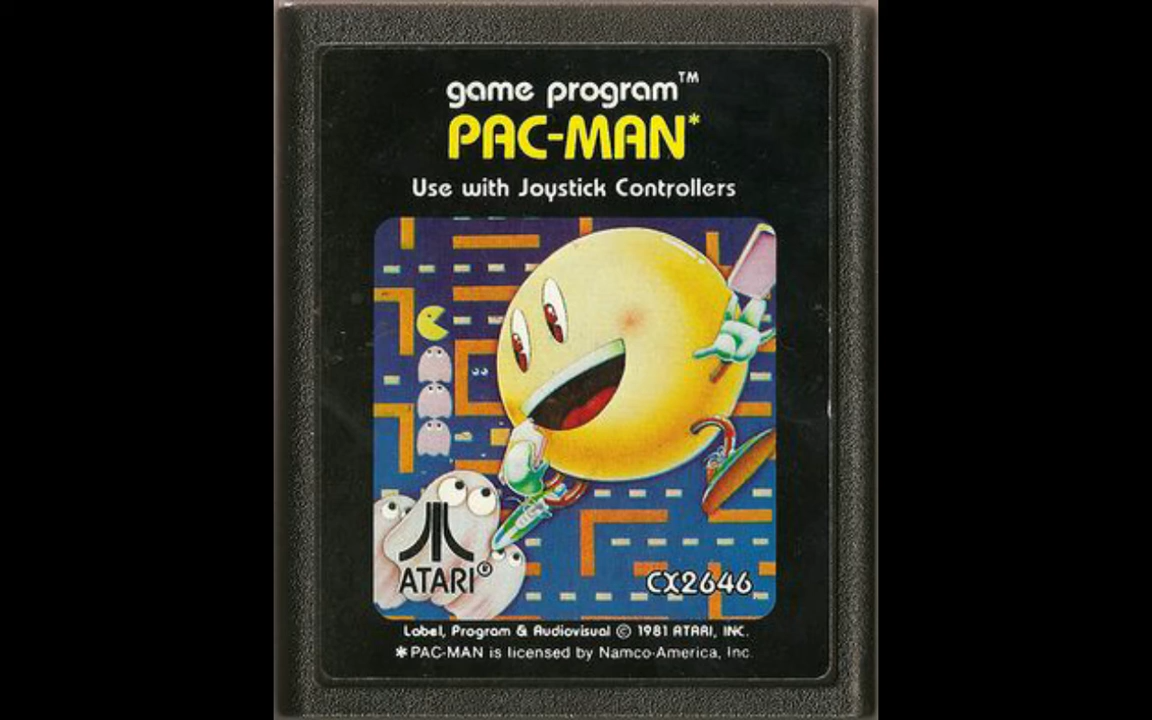 game program™
PAC-MAN*
Use with Joystick Controllers
ATARI®
CX2646
Label, Program & Audiovisual © 1981 ATARI, INC.
*PAC-MAN is licensed by Namco-America, Inc.